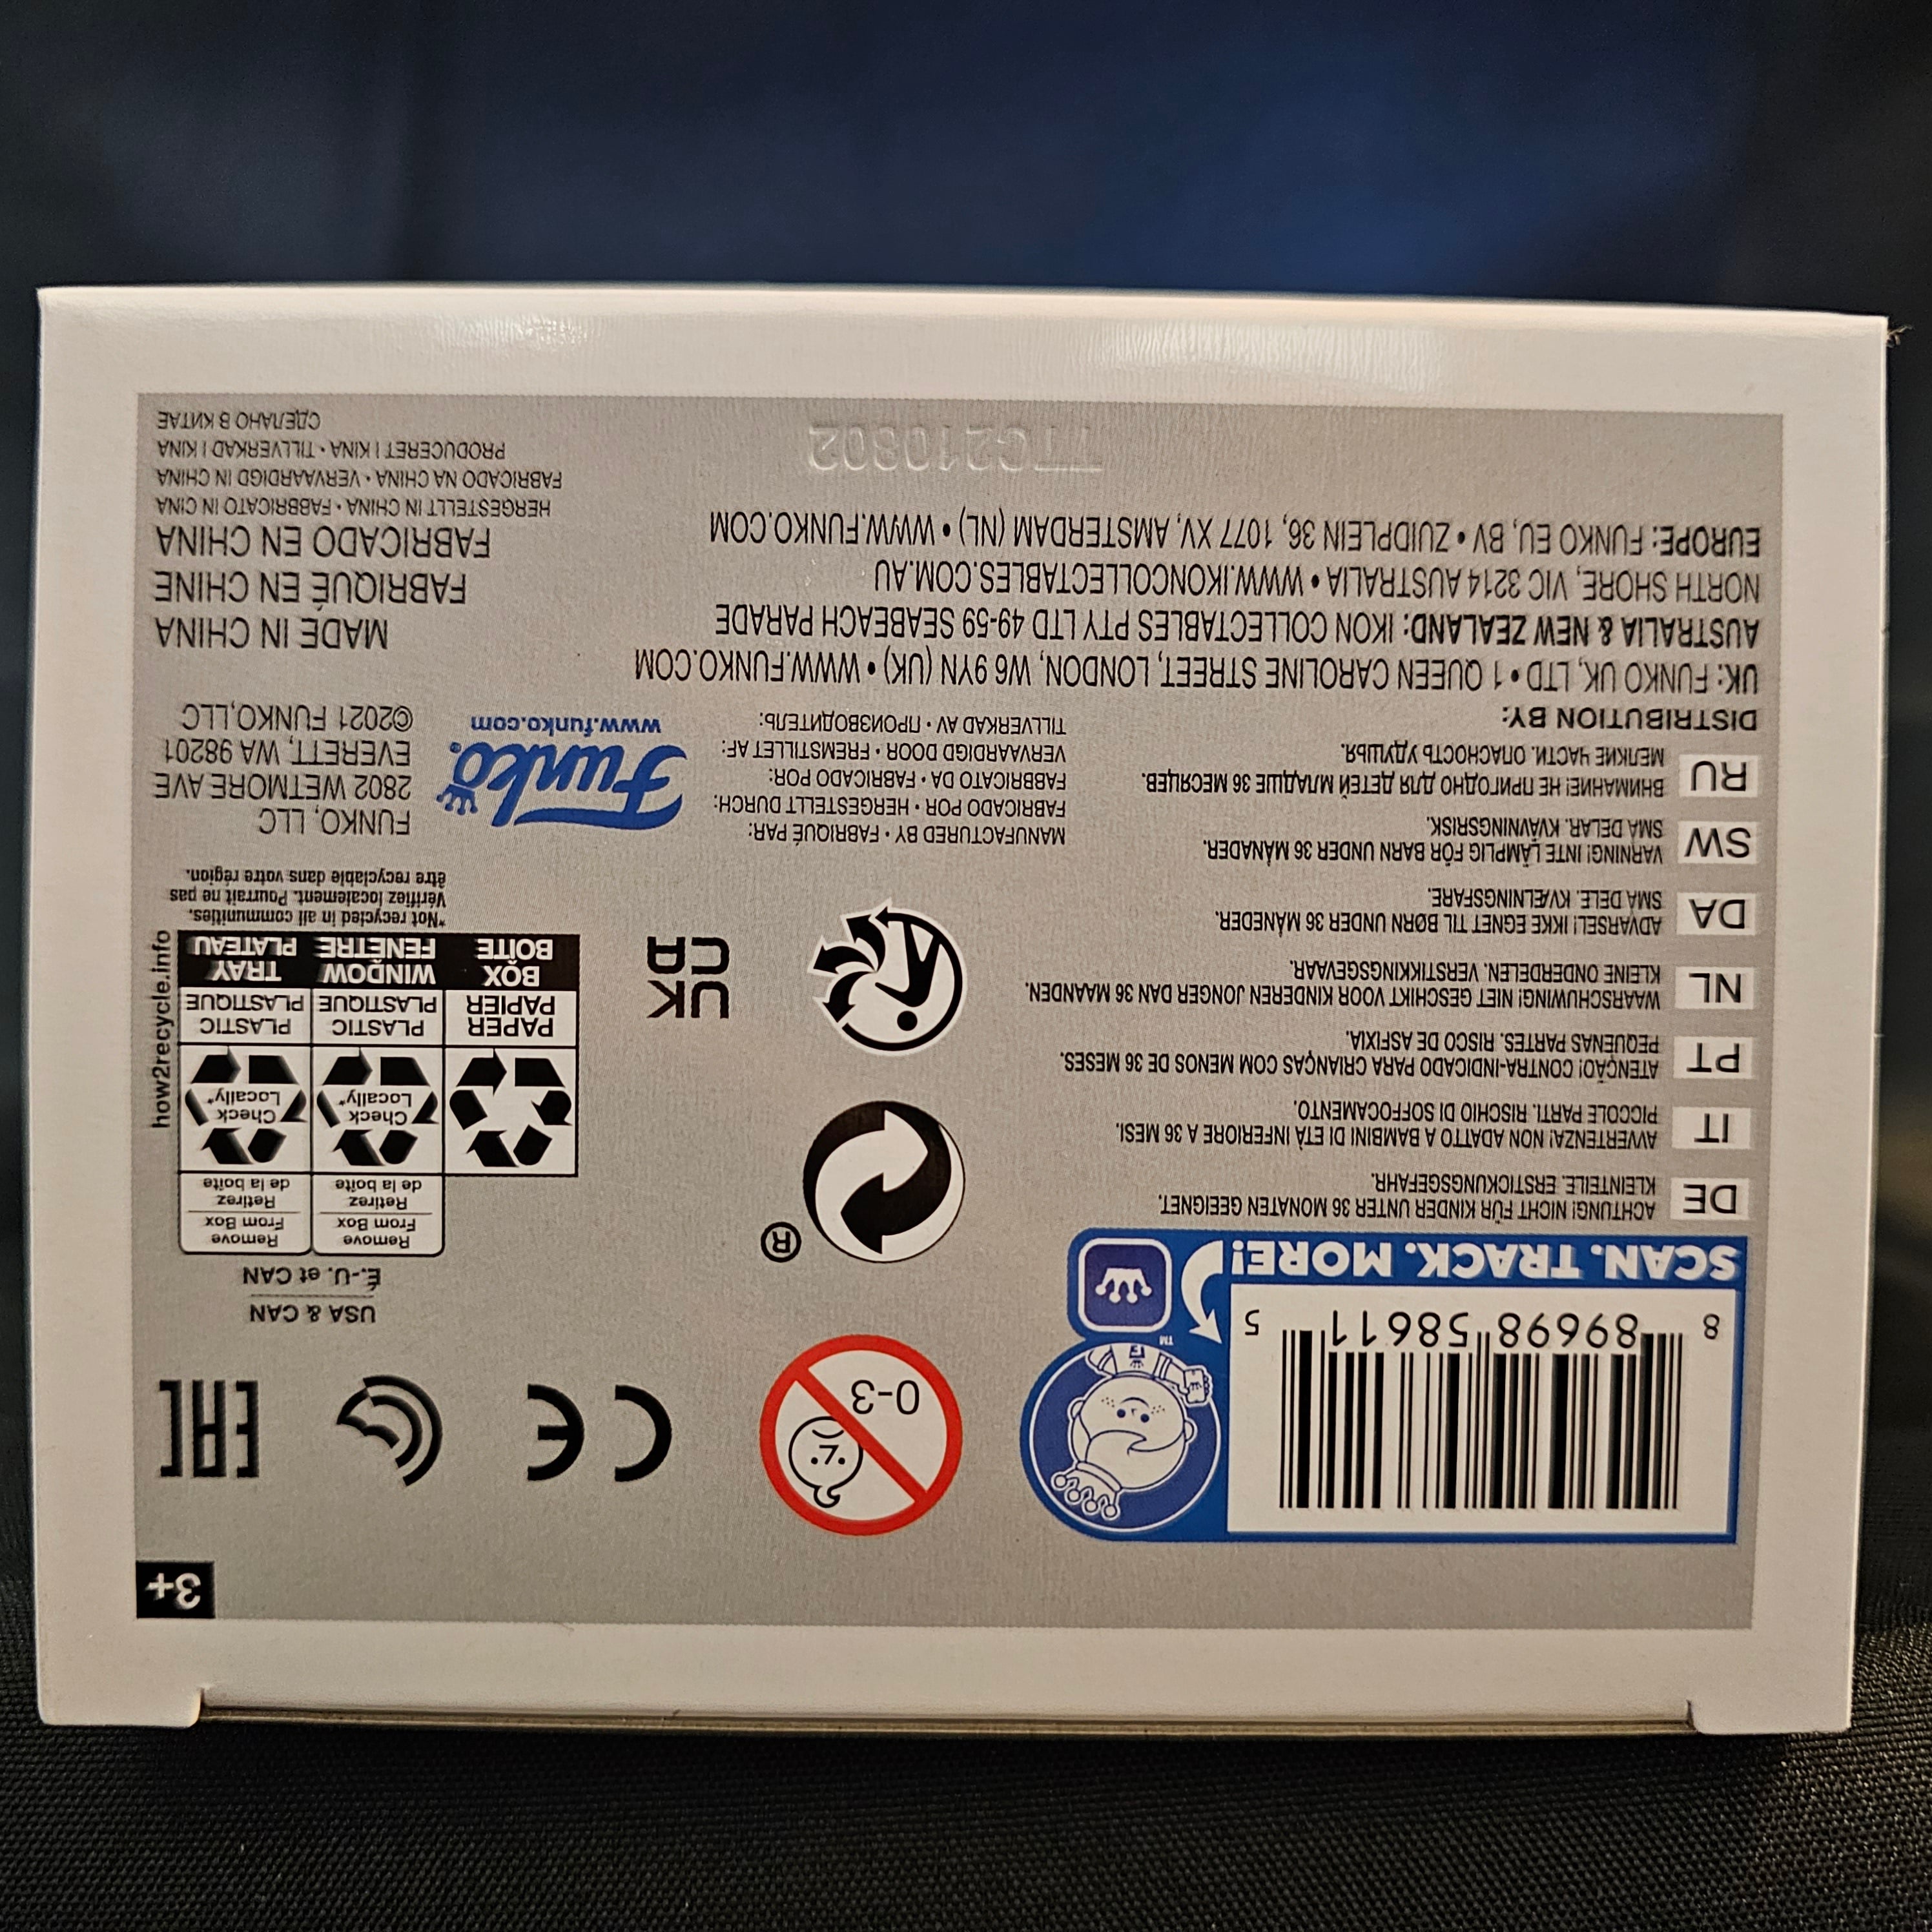 3+
8 89698 58611 5
SCAN. TRACK. MORE!
TM
0-3
CE
EAC
USA & CAN
É.-U. et CAN
Remove
From Box
Retirez
de la boîte
Remove
From Box
Retirez
de la boîte
Check
Locally*
Check
Locally*
PAPER
PAPIER
PLASTIC
PLASTIQUE
PLASTIC
PLASTIQUE
BOX
BOÎTE
WINDOW
FENÊTRE
TRAY
PLATEAU
how2recycle.info
*Not recycled in all communities.
Vérifiez localement. Pourrait ne pas
être recyclable dans votre région.
®
UK
CA
DE
ACHTUNG! NICHT FÜR KINDER UNTER 36 MONATEN GEEIGNET.
KLEINTEILE. ERSTICKUNGSGEFAHR.
IT
AVVERTENZA! NON ADATTO A BAMBINI DI ETÀ INFERIORE A 36 MESI.
PICCOLE PARTI. RISCHIO DI SOFFOCAMENTO.
PT
ATENÇÃO! CONTRA-INDICADO PARA CRIANÇAS COM MENOS DE 36 MESES.
PEQUENAS PARTES. RISCO DE ASFIXIA.
NL
WAARSCHUWING! NIET GESCHIKT VOOR KINDEREN JONGER DAN 36 MAANDEN.
KLEINE ONDERDELEN. VERSTIKKINGSGEVAAR.
DA
ADVARSEL! IKKE EGNET TIL BØRN UNDER 36 MÅNEDER.
SMA DELE. KVÆLNINGSFARE.
SW
VARNING! INTE LÄMPLIG FÖR BARN UNDER 36 MÅNADER.
SMA DELAR. KVÄVNINGSRISK.
RU
ВНИМАНИЕ! НЕ ПРИГОДНО ДЛЯ ДЕТЕЙ МЛАДШЕ 36 МЕСЯЦЕВ.
МЕЛКИЕ ЧАСТИ. ОПАСНОСТЬ УДУШЬЯ.
MANUFACTURED BY • FABRIQUÉ PAR:
FABRICADO POR • HERGESTELLT DURCH:
FABBRICATO DA • FABRICADO POR:
VERVAARDIGD DOOR • FREMSTILLET AF:
TILLVERKAD AV • ПРОИЗВОДИТЕЛЬ:
Funko®
www.funko.com
FUNKO, LLC
2802 WETMORE AVE
EVERETT, WA 98201
©2021 FUNKO,LLC
DISTRIBUTION BY:
UK: FUNKO UK, LTD • 1 QUEEN CAROLINE STREET, LONDON, W6 9YN (UK) • WWW.FUNKO.COM
AUSTRALIA & NEW ZEALAND: IKON COLLECTABLES PTY LTD 49-59 SEABEACH PARADE
NORTH SHORE, VIC 3214 AUSTRALIA • WWW.IKONCOLLECTABLES.COM.AU
EUROPE: FUNKO EU, BV • ZUIDPLEIN 36, 1077 XV, AMSTERDAM (NL) • WWW.FUNKO.COM
MADE IN CHINA
FABRIQUÉ EN CHINE
FABRICADO EN CHINA
HERGESTELLT IN CHINA • FABBRICATO IN CINA
FABRICADO NA CHINA • VERVAARDIGD IN CHINA
PRODUCERET I KINA • TILLVERKAD I KINA
СДЕЛАНО В КИТАЕ